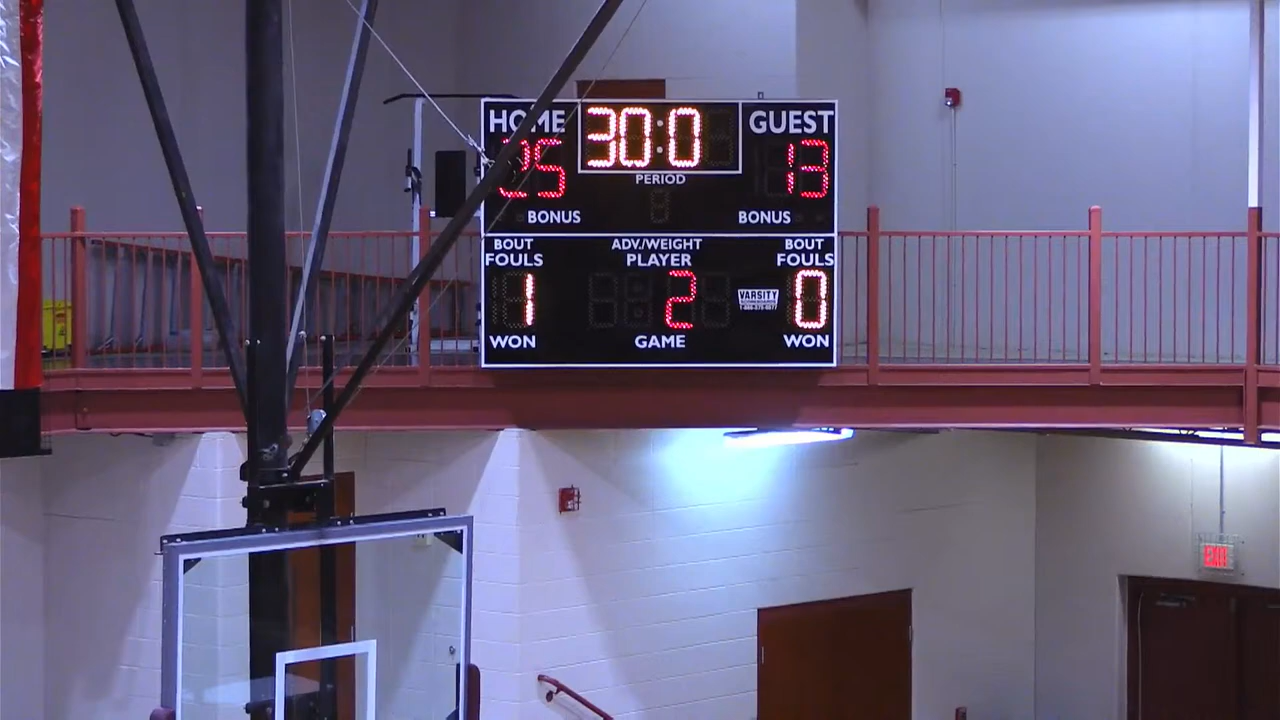 HOME 30:0 GUEST
25 13
PERIOD
BONUS BONUS
BOUT ADV./WEIGHT BOUT
FOULS PLAYER FOULS
1 2 VARSITY 0
WON GAME WON
EXIT